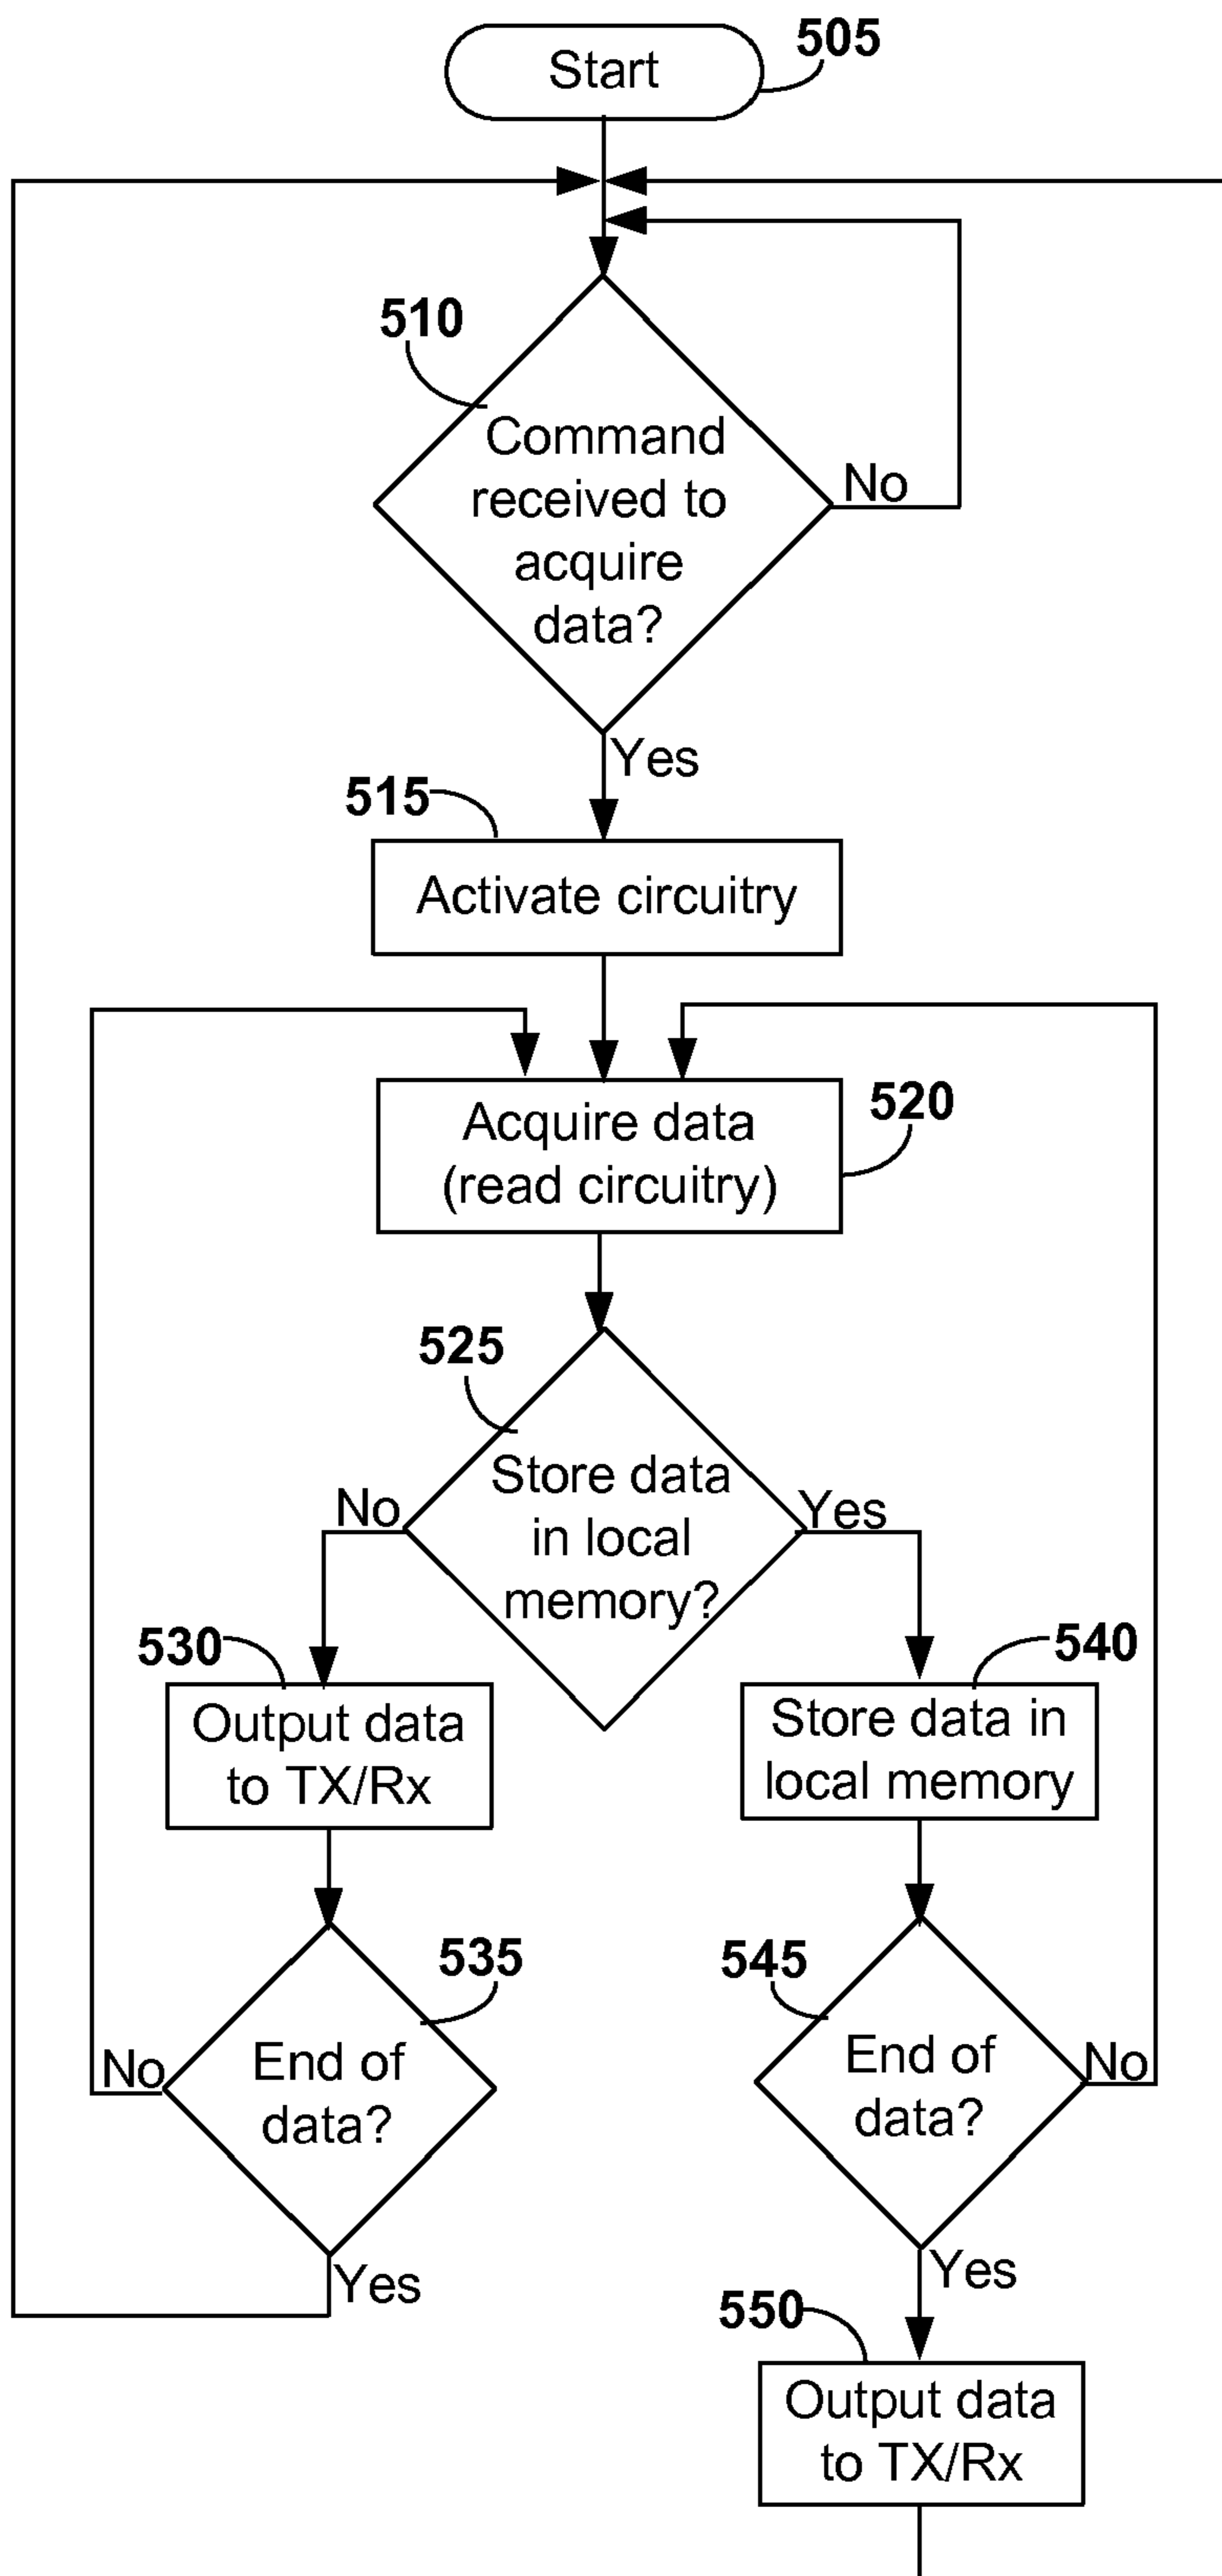 Start
505
510
Command
received to
acquire
data?
No
Yes
515
Activate circuitry
Acquire data
(read circuitry)
520
525
Store data
in local
memory?
No
Yes
530
Output data
to TX/Rx
540
Store data in
local memory
535
End of
data?
No
Yes
545
End of
data?
No
Yes
550
Output data
to TX/Rx